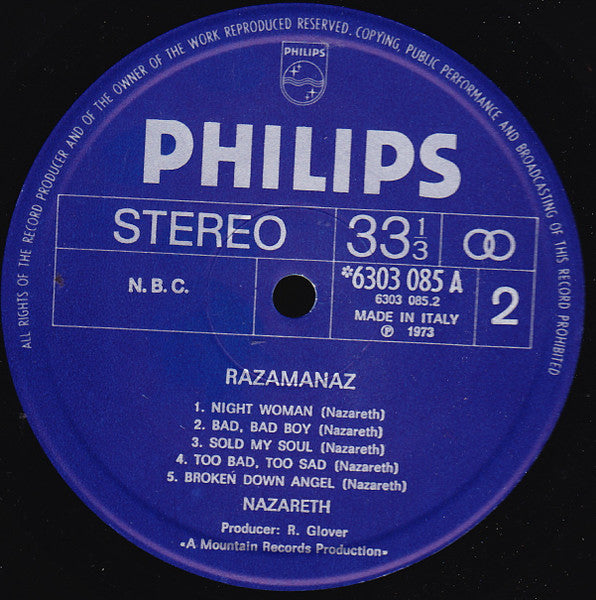 ALL RIGHTS OF THE RECORD PRODUCER AND OF THE OWNER OF THE WORK REPRODUCED RESERVED. COPYING, PUBLIC PERFORMANCE AND BROADCASTING OF THIS RECORD PROHIBITED
PHILIPS
PHILIPS
STEREO
33 1/3
*6303 085 A
6303 085.2
N. B. C.
MADE IN ITALY
℗ 1973
2
RAZAMANAZ
1. NIGHT WOMAN (Nazareth)
2. BAD, BAD BOY (Nazareth)
3. SOLD MY SOUL (Nazareth)
4. TOO BAD, TOO SAD (Nazareth)
5. BROKEN DOWN ANGEL (Nazareth)
NAZARETH
Producer: R. Glover
«A Mountain Records Production»